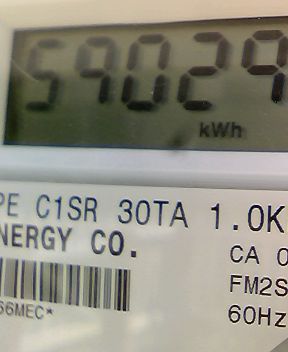 59029
kWh
PE C1SR 30TA 1.0K
NERGY CO.
CA 0
FM2S
66MEC*
60Hz